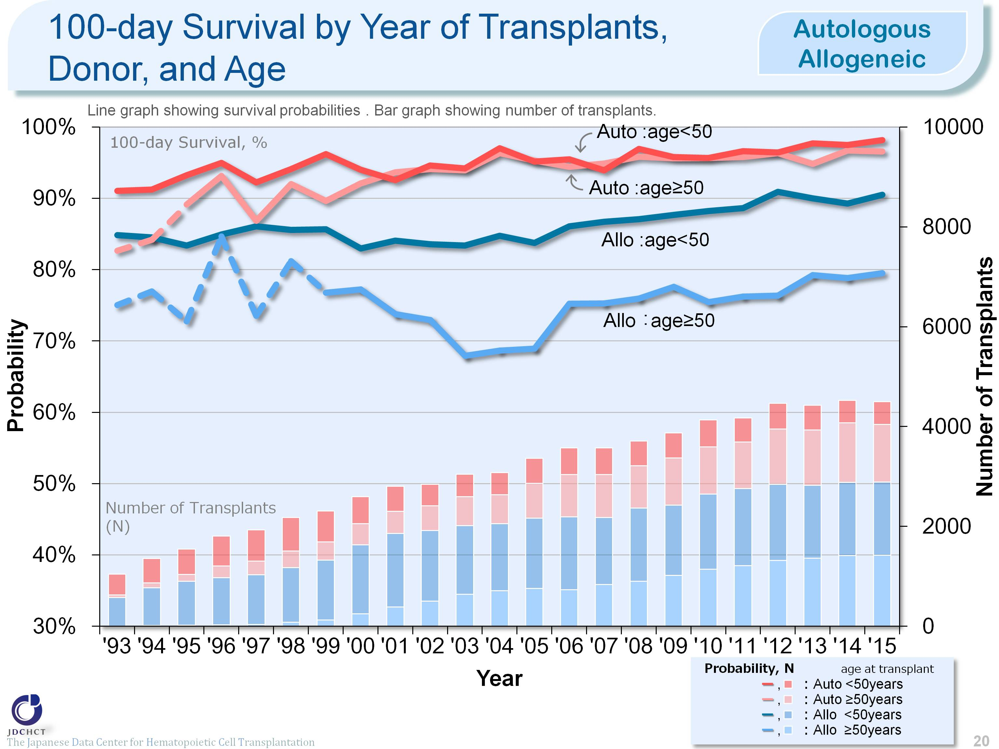 100-day Survival by Year of Transplants,
Donor, and Age
Autologous
Allogeneic
Line graph showing survival probabilities . Bar graph showing number of transplants.
100%
90%
80%
70%
60%
50%
40%
30%
Probability
100-day Survival, %
Auto :age<50
Auto :age≥50
Allo :age<50
Allo :age≥50
Number of Transplants
(N)
10000
8000
6000
4000
2000
0
Number of Transplants
'93 '94 '95 '96 '97 '98 '99 '00 '01 '02 '03 '04 '05 '06 '07 '08 '09 '10 '11 '12 '13 '14 '15
Year
Probability, N age at transplant
, : Auto <50years
, : Auto ≥50years
, : Allo <50years
, : Allo ≥50years
JDCHCT
The Japanese Data Center for Hematopoietic Cell Transplantation
20